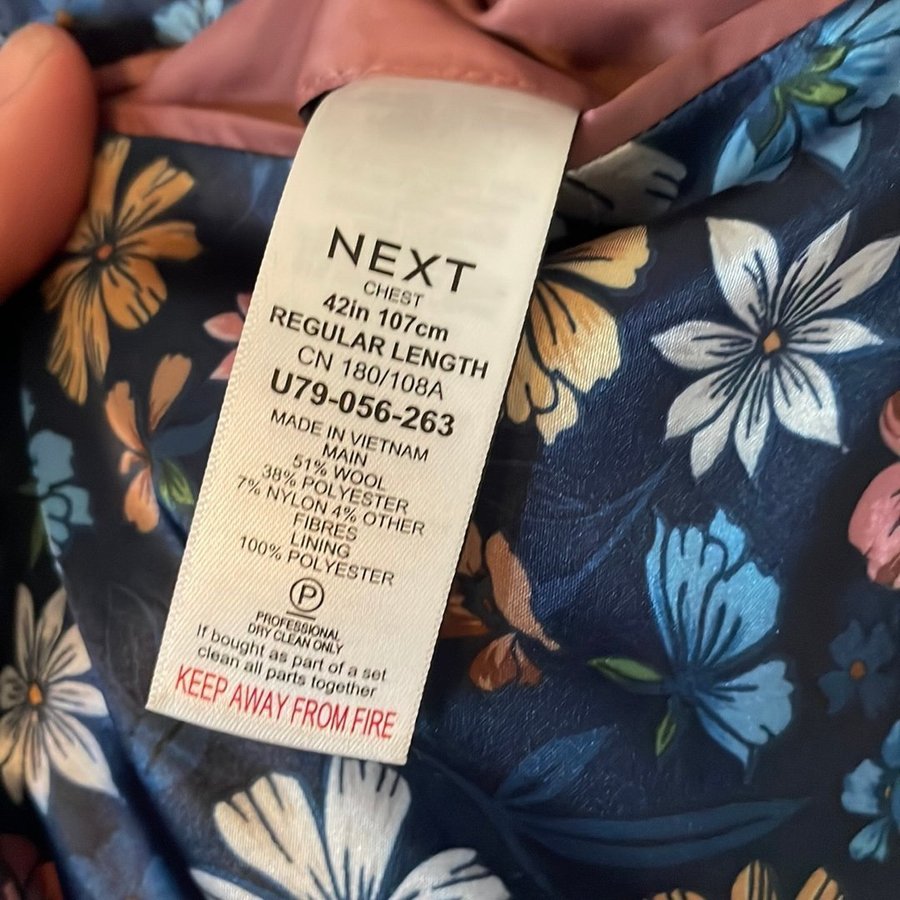 NEXT
CHEST
42in 107cm
REGULAR LENGTH
CN 180/108A
U79-056-263
MADE IN VIETNAM
MAIN
51% WOOL
38% POLYESTER
7% NYLON 4% OTHER
FIBRES
LINING
100% POLYESTER
P
PROFESSIONAL
DRY CLEAN ONLY
If bought as part of a set
clean all parts together
KEEP AWAY FROM FIRE